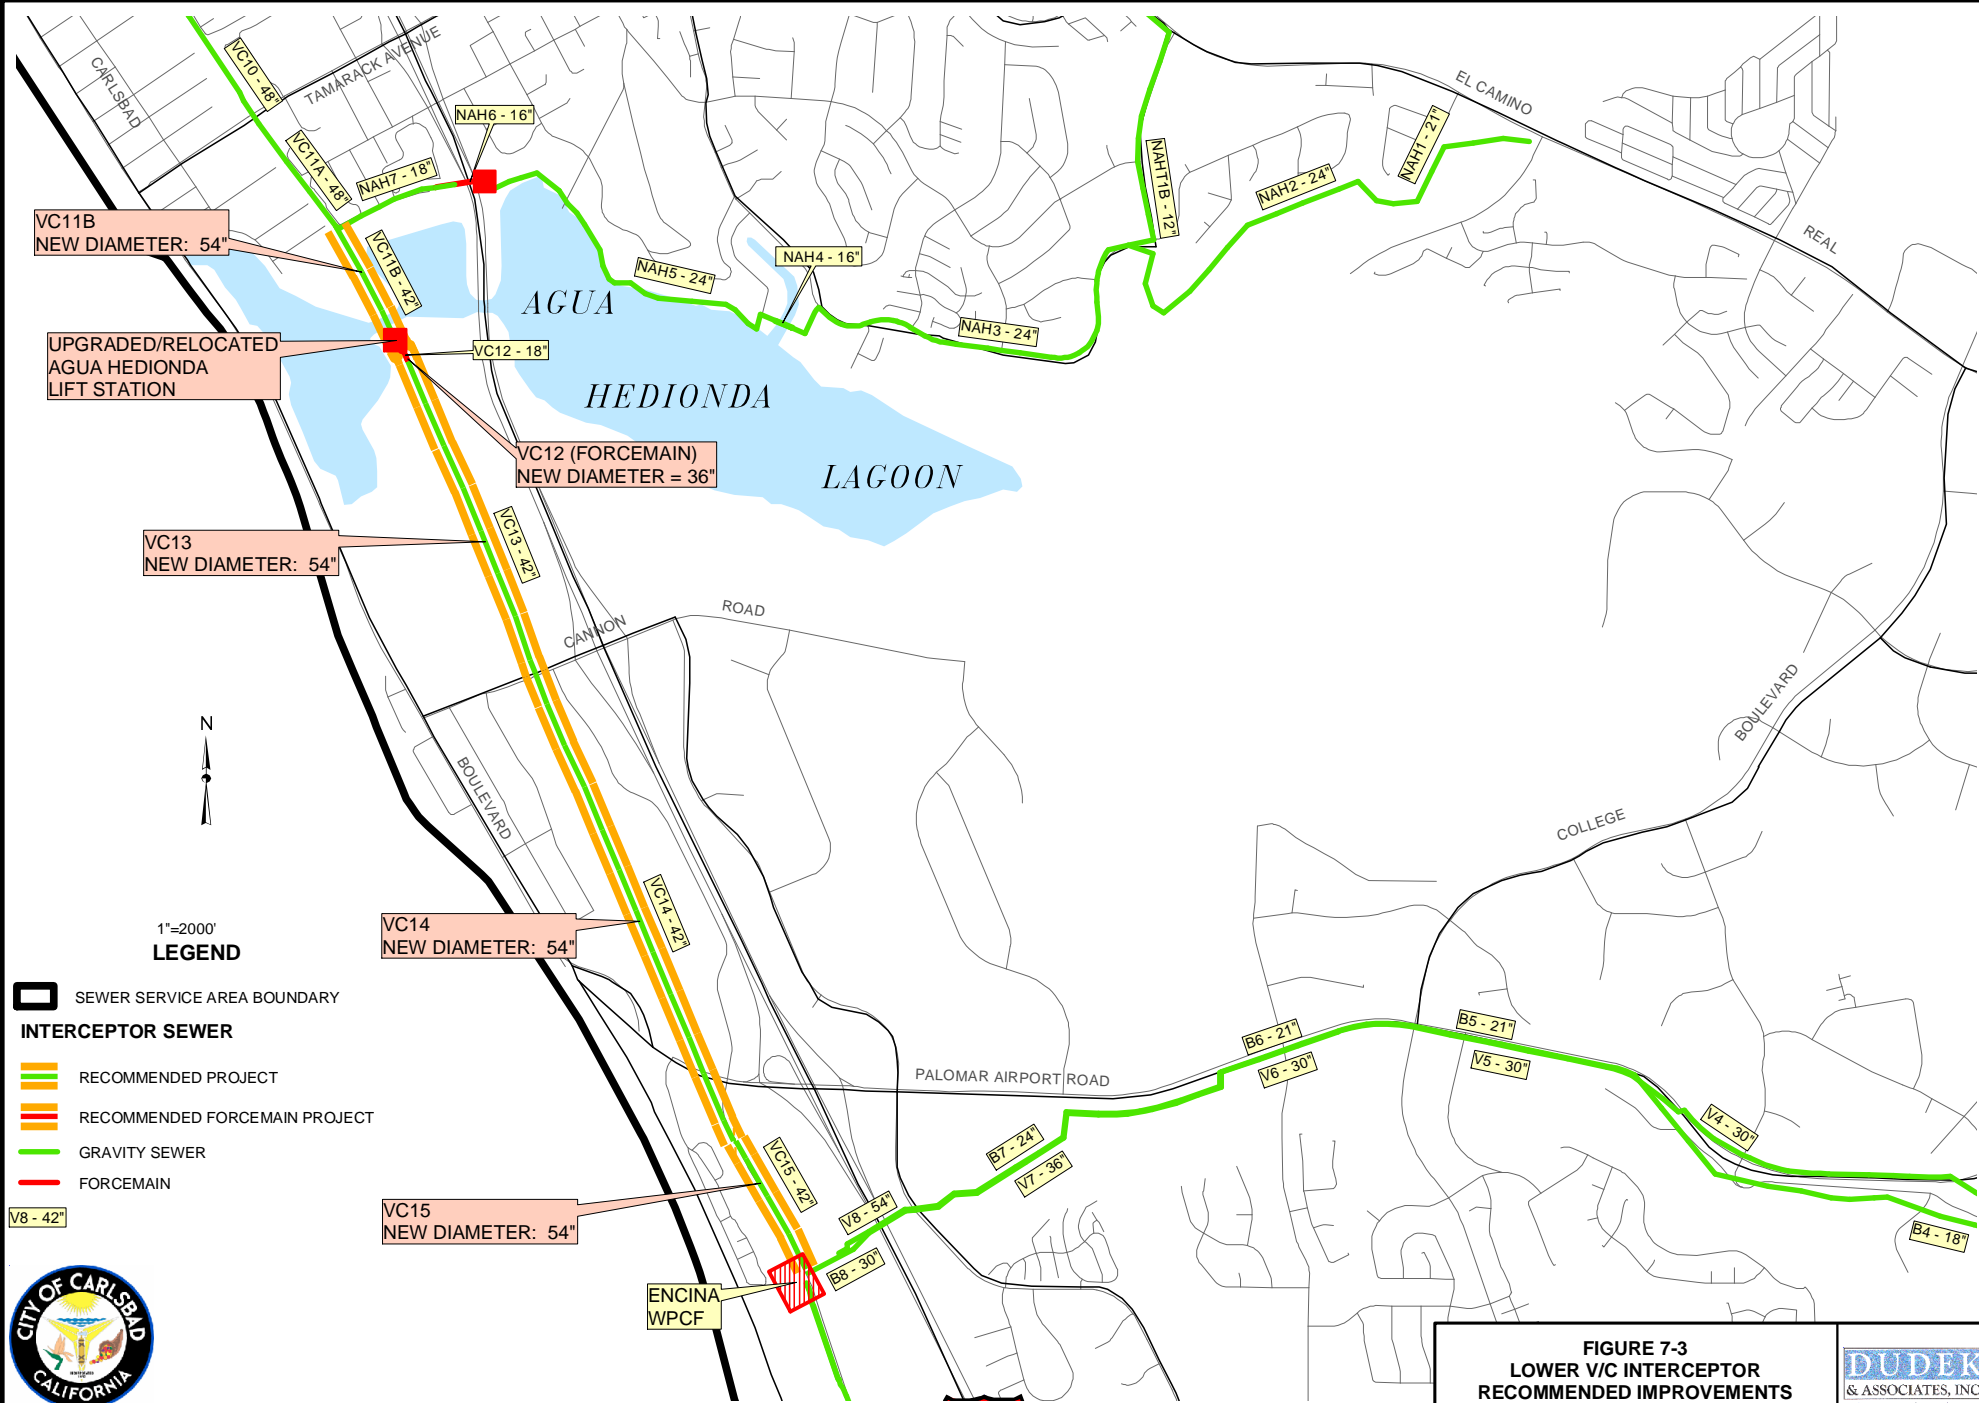 CARLSBAD
TAMARACK AVENUE
VC10 - 48"
VC11A - 48"
NAH6 - 16"
NAH7 - 18"
EL CAMINO
REAL
NAH1 - 21"
NAH2 - 24"
NAHT1B - 12"
VC11B
NEW DIAMETER: 54"
VC11B - 42"
NAH5 - 24"
NAH4 - 16"
NAH3 - 24"
AGUA
HEDIONDA
LAGOON
UPGRADED/RELOCATED
AGUA HEDIONDA
LIFT STATION
VC12 - 18"
VC12 (FORCEMAIN)
NEW DIAMETER = 36"
VC13
NEW DIAMETER: 54"
VC13 - 42"
CANNON
ROAD
BOULEVARD
BOULEVARD
COLLEGE
N
1"=2000'
LEGEND
SEWER SERVICE AREA BOUNDARY
INTERCEPTOR SEWER
RECOMMENDED PROJECT
RECOMMENDED FORCEMAIN PROJECT
GRAVITY SEWER
FORCEMAIN
V8 - 42"
VC14
NEW DIAMETER: 54"
VC14 - 42"
PALOMAR AIRPORT ROAD
B6 - 21"
V6 - 30"
B5 - 21"
V5 - 30"
V4 - 30"
B4 - 18"
B7 - 24"
V7 - 36"
VC15
NEW DIAMETER: 54"
VC15 - 42"
V8 - 54"
B8 - 30"
ENCINA
WPCF
CITY OF CARLSBAD
CALIFORNIA
FIGURE 7-3
LOWER V/C INTERCEPTOR
RECOMMENDED IMPROVEMENTS
DUDEK
& ASSOCIATES, INC